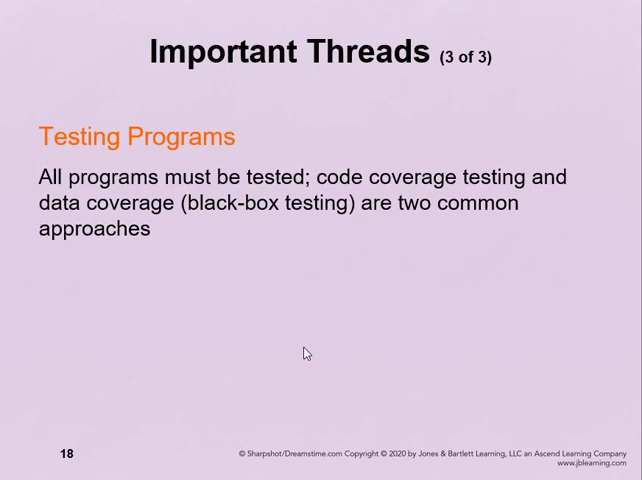 Important Threads (3 of 3)
Testing Programs
All programs must be tested; code coverage testing and
data coverage (black-box testing) are two common
approaches
18
© Sharpshot/Dreamstime.com Copyright © 2020 by Jones & Bartlett Learning, LLC an Ascend Learning Company
www.jblearning.com